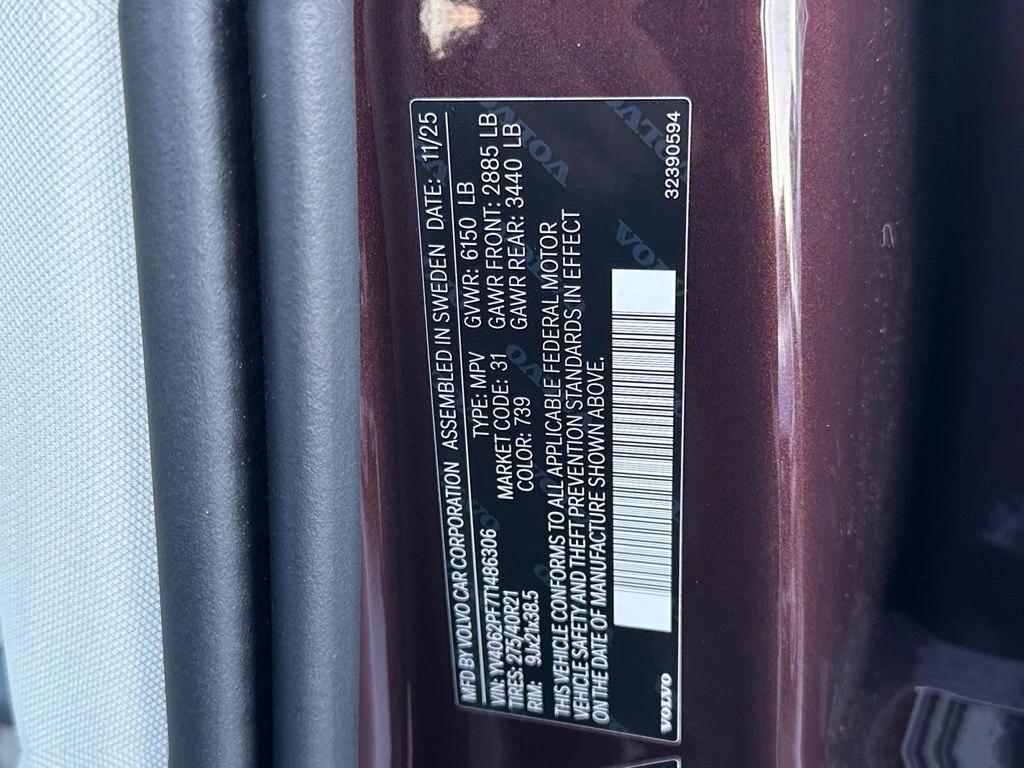 MFD BY VOLVO CAR CORPORATION ASSEMBLED IN SWEDEN DATE: 11/25
VIN: YV4062PF7T1486306 TYPE: MPV GVWR: 6150 LB
TIRES: 275/40R21 MARKET CODE: 31 GAWR FRONT: 2885 LB
RIM: 9Jx21x38.5 COLOR: 739 GAWR REAR: 3440 LB
THIS VEHICLE CONFORMS TO ALL APPLICABLE FEDERAL MOTOR
VEHICLE SAFETY AND THEFT PREVENTION STANDARDS IN EFFECT
ON THE DATE OF MANUFACTURE SHOWN ABOVE.
VOLVO 32390594